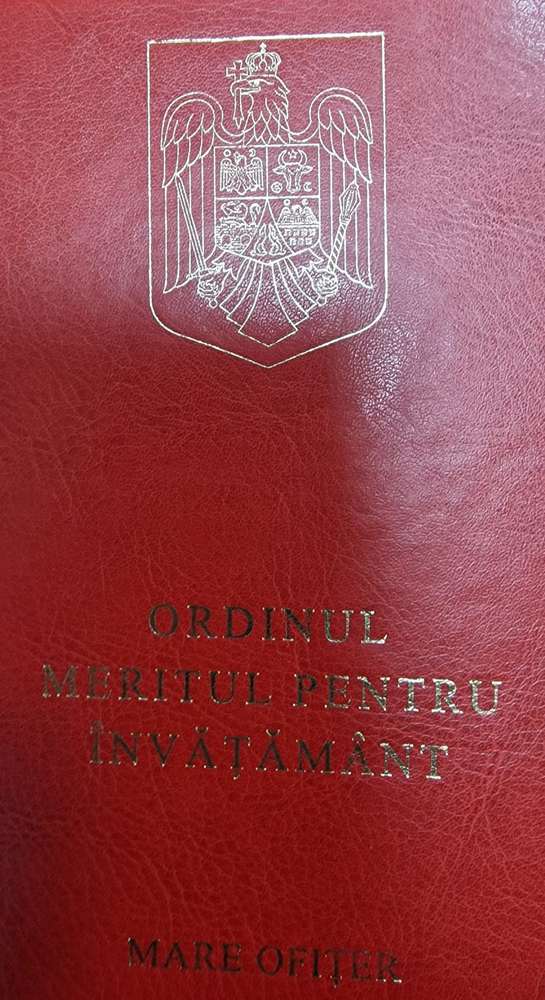 ORDINUL
MERITUL PENTRU
ÎNVĂȚĂMÂNT
MARE OFIȚER